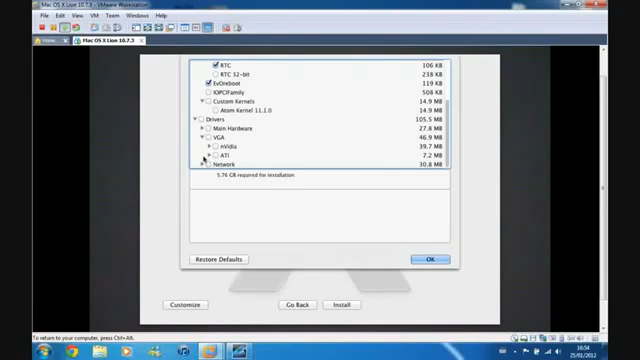 Mac OS X Lion 10.7.3 - VMware Workstation
File Edit View VM Team Windows Help
Home Mac OS X Lion 10.7.3
RTC 106 KB
RTC 32-bit 238 KB
EvOreboot 119 KB
IOPCIFamily 508 KB
Custom Kernels 14.9 MB
Atom Kernel 11.1.0 14.9 MB
Drivers 105.5 MB
Main Hardware 27.8 MB
VGA 46.9 MB
nVidia 39.7 MB
ATI 7.2 MB
Network 30.8 MB
5.76 GB required for installation
Restore Defaults OK
Customize Go Back Install
To return to your computer, press Ctrl+Alt.
16:54
25/01/2012